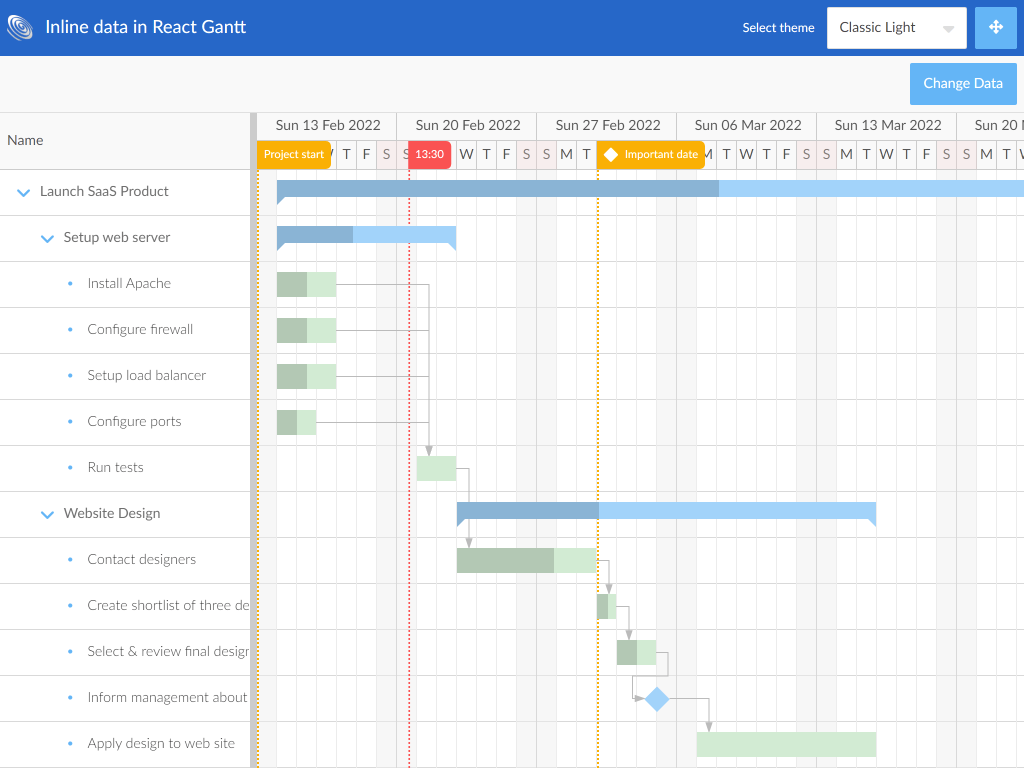 Inline data in React Gantt
Select theme
Classic Light
Change Data
Name
Sun 13 Feb 2022 Sun 20 Feb 2022 Sun 27 Feb 2022 Sun 06 Mar 2022 Sun 13 Mar 2022 Sun 20
Project start T F S 13:30 W T F S S M T Important date T W T F S S M T W T F S S M T
Launch SaaS Product
Setup web server
Install Apache
Configure firewall
Setup load balancer
Configure ports
Run tests
Website Design
Contact designers
Create shortlist of three de
Select & review final desigr
Inform management about
Apply design to web site